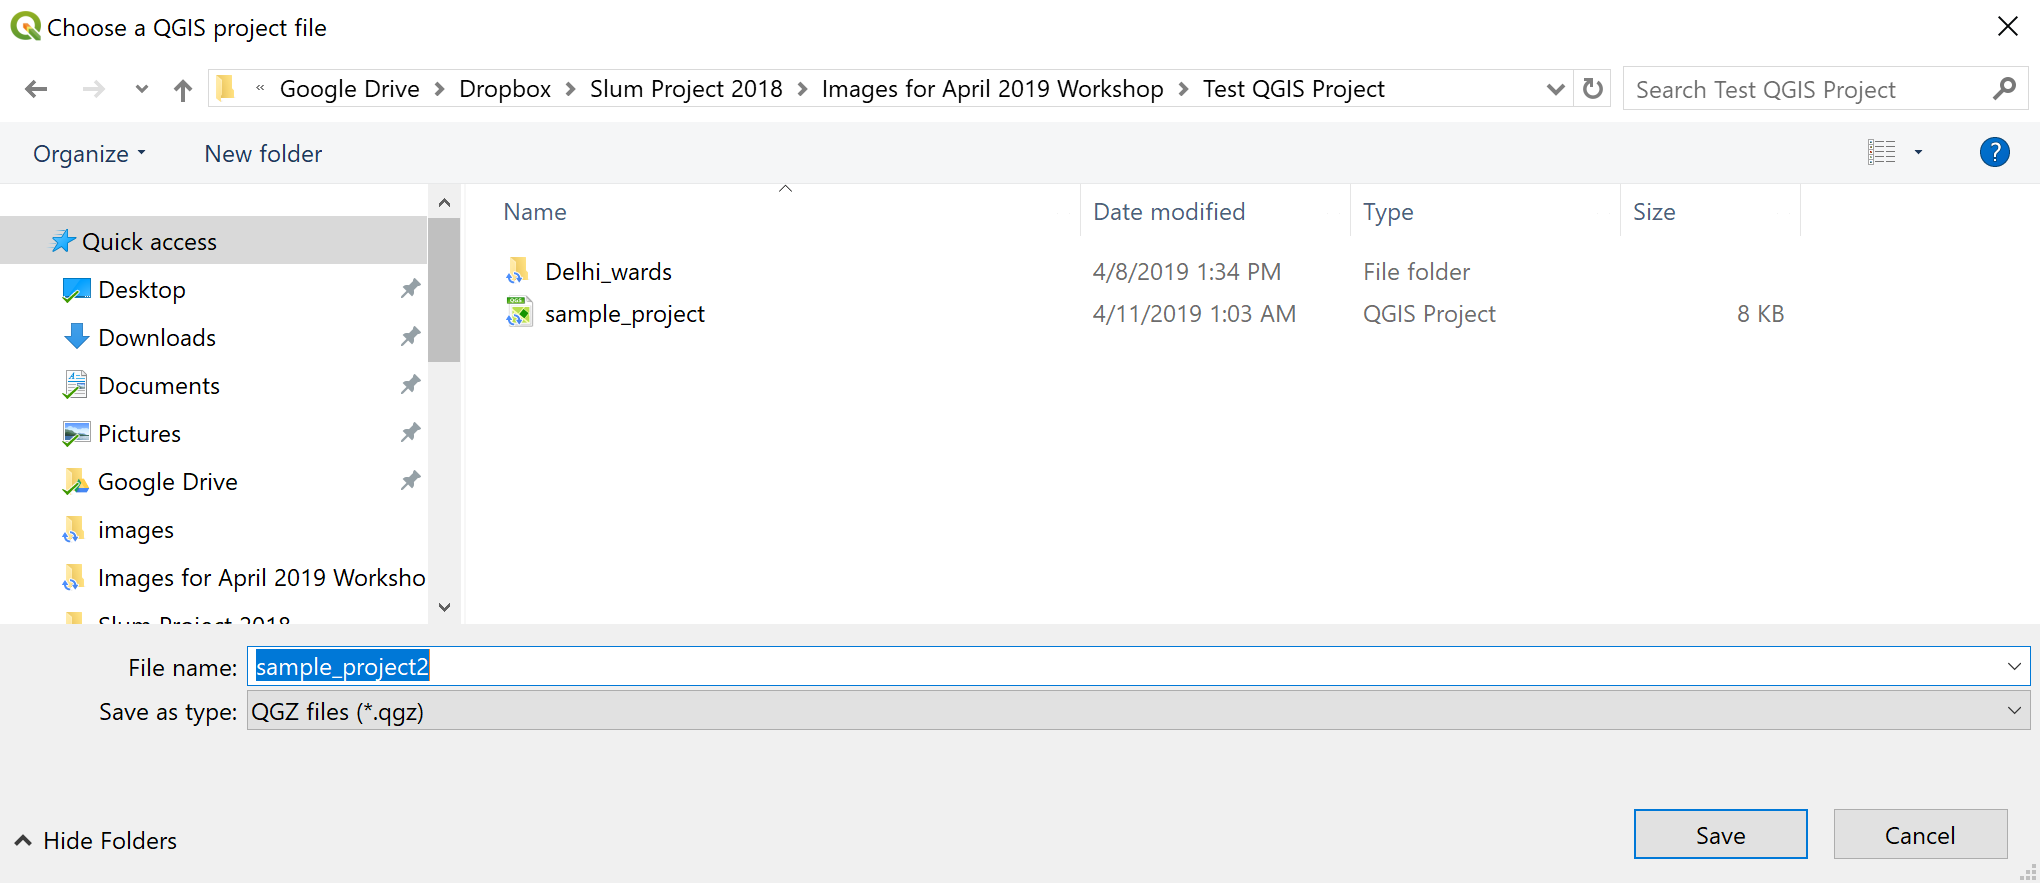 Choose a QGIS project file
« Google Drive > Dropbox > Slum Project 2018 > Images for April 2019 Workshop > Test QGIS Project
Search Test QGIS Project
Organize New folder ?
Name Date modified Type Size
Quick access
Desktop
Downloads
Documents
Pictures
Google Drive
images
Images for April 2019 Worksho
Slum Project 2018
Delhi_wards 4/8/2019 1:34 PM File folder
sample_project 4/11/2019 1:03 AM QGIS Project 8 KB
File name: sample_project2
Save as type: QGZ files (*.qgz)
Hide Folders Save Cancel